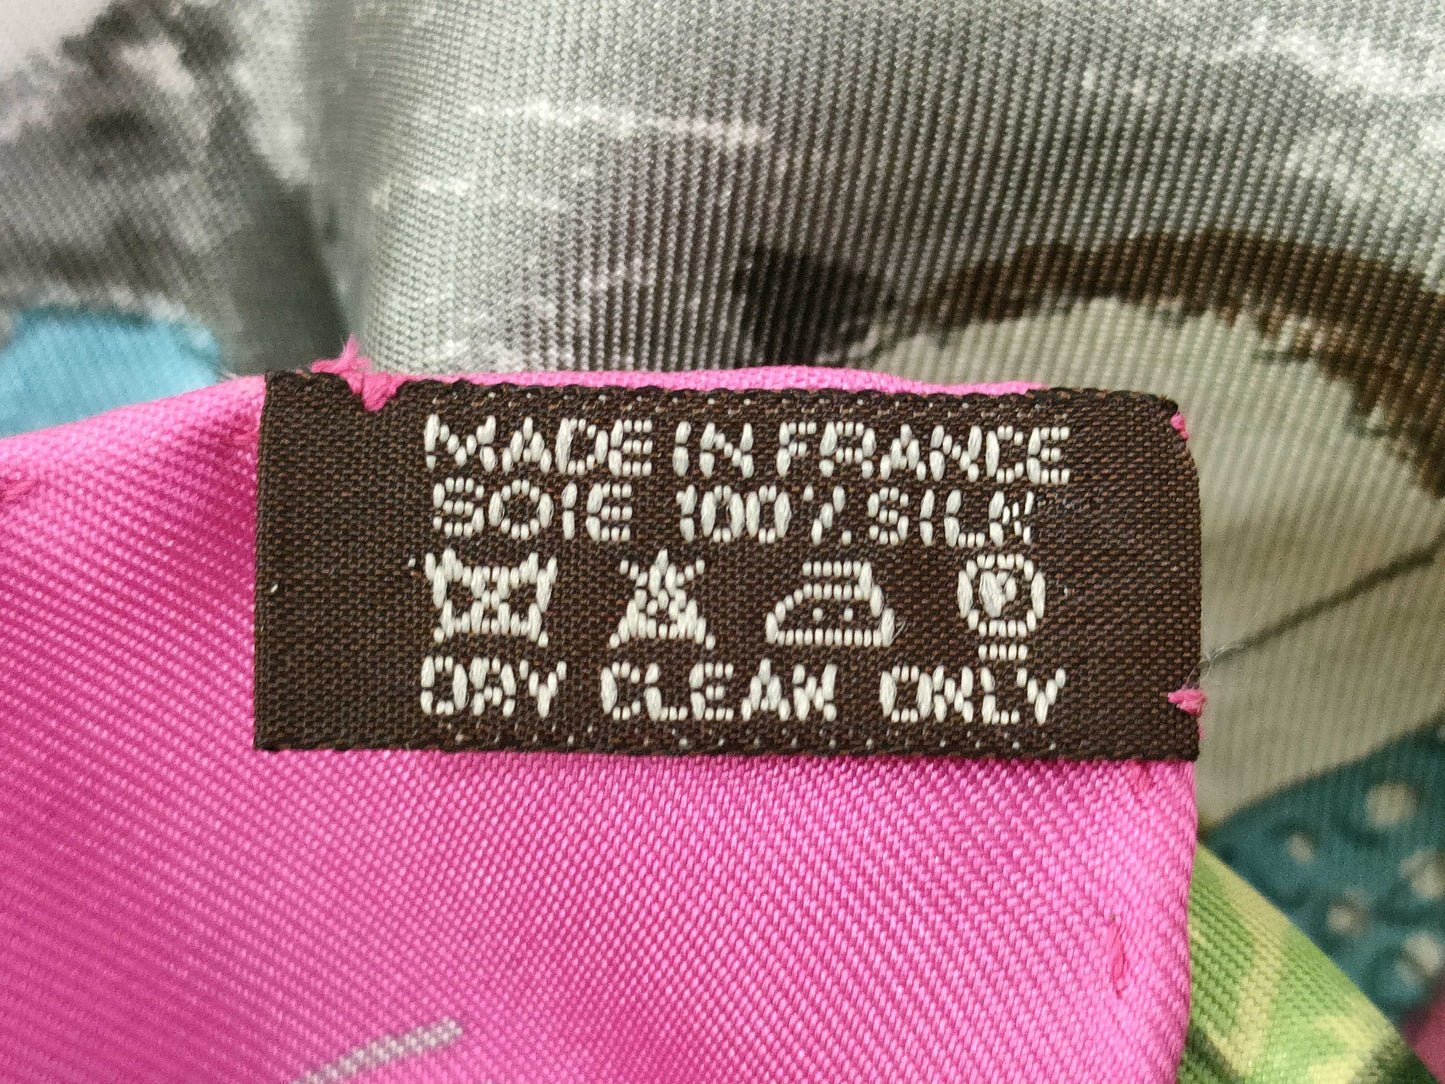 MADE IN FRANCE
SOIE 100% SILK
P
DRY CLEAN ONLY